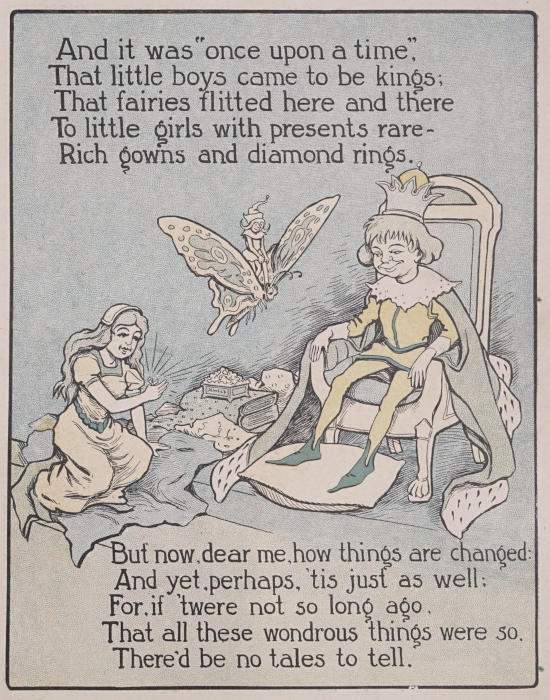 And it was "once upon a time",
That little boys came to be kings;
That fairies flitted here and there
To little girls with presents rare-
Rich gowns and diamond rings.
But now, dear me, how things are changed:
And yet, perhaps, 'tis just as well;
For, if 'twere not so long ago,
That all these wondrous things were so,
There'd be no tales to tell.